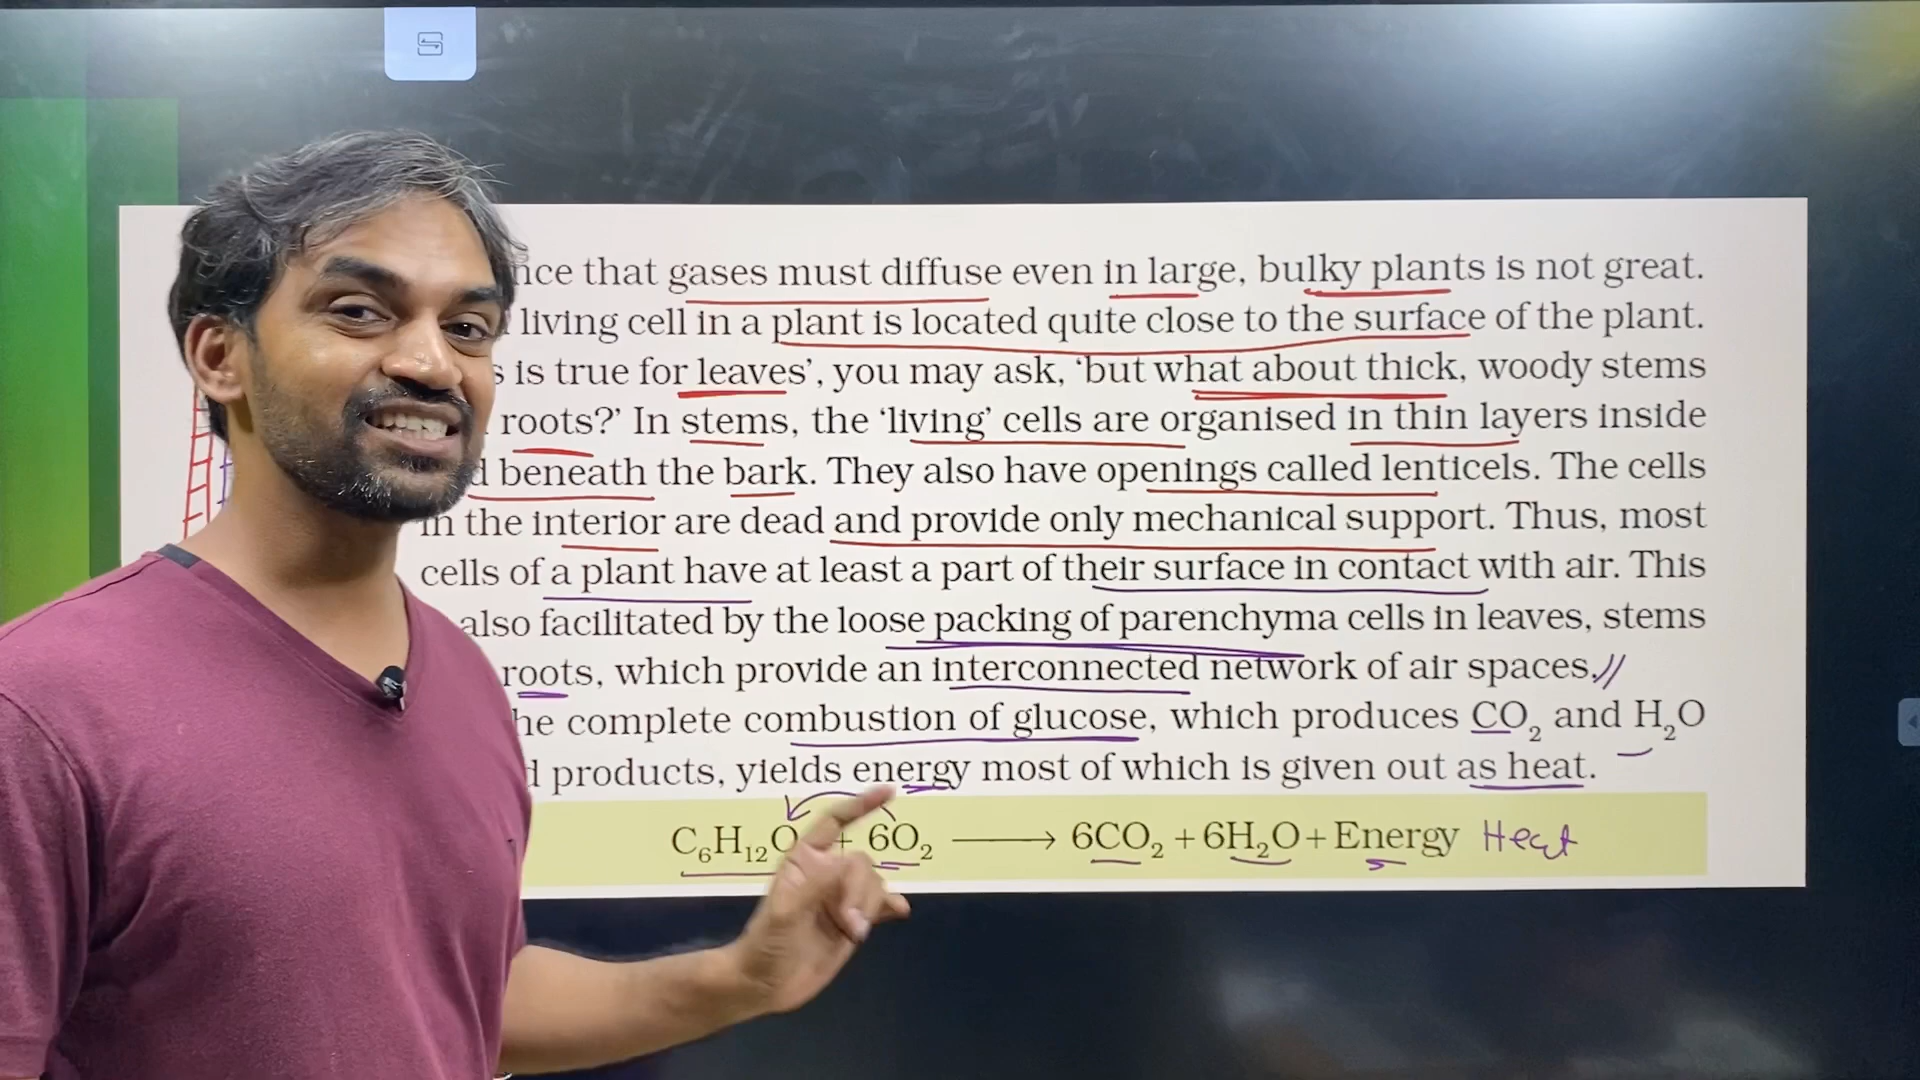 nce that gases must diffuse even in large, bulky plants is not great.
living cell in a plant is located quite close to the surface of the plant.
s is true for leaves’, you may ask, ‘but what about thick, woody stems
roots?’ In stems, the ‘living’ cells are organised in thin layers inside
d beneath the bark. They also have openings called lenticels. The cells
in the interior are dead and provide only mechanical support. Thus, most
cells of a plant have at least a part of their surface in contact with air. This
also facilitated by the loose packing of parenchyma cells in leaves, stems
roots, which provide an interconnected network of air spaces.
he complete combustion of glucose, which produces CO₂ and H₂O
d products, yields energy most of which is given out as heat.
C₆H₁₂O + 6O₂ ⟶ 6CO₂ + 6H₂O + Energy Heat